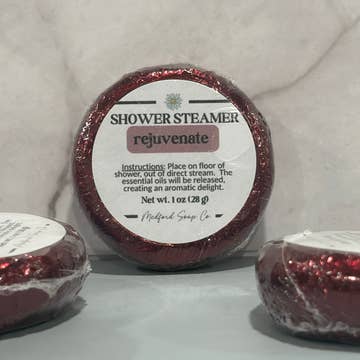 SHOWER STEAMER
rejuvenate
Instructions: Place on floor of
shower, out of direct stream. The
essential oils will be released,
creating an aromatic delight.
Net wt. 1 oz (28 g)
Medford Soap Co.